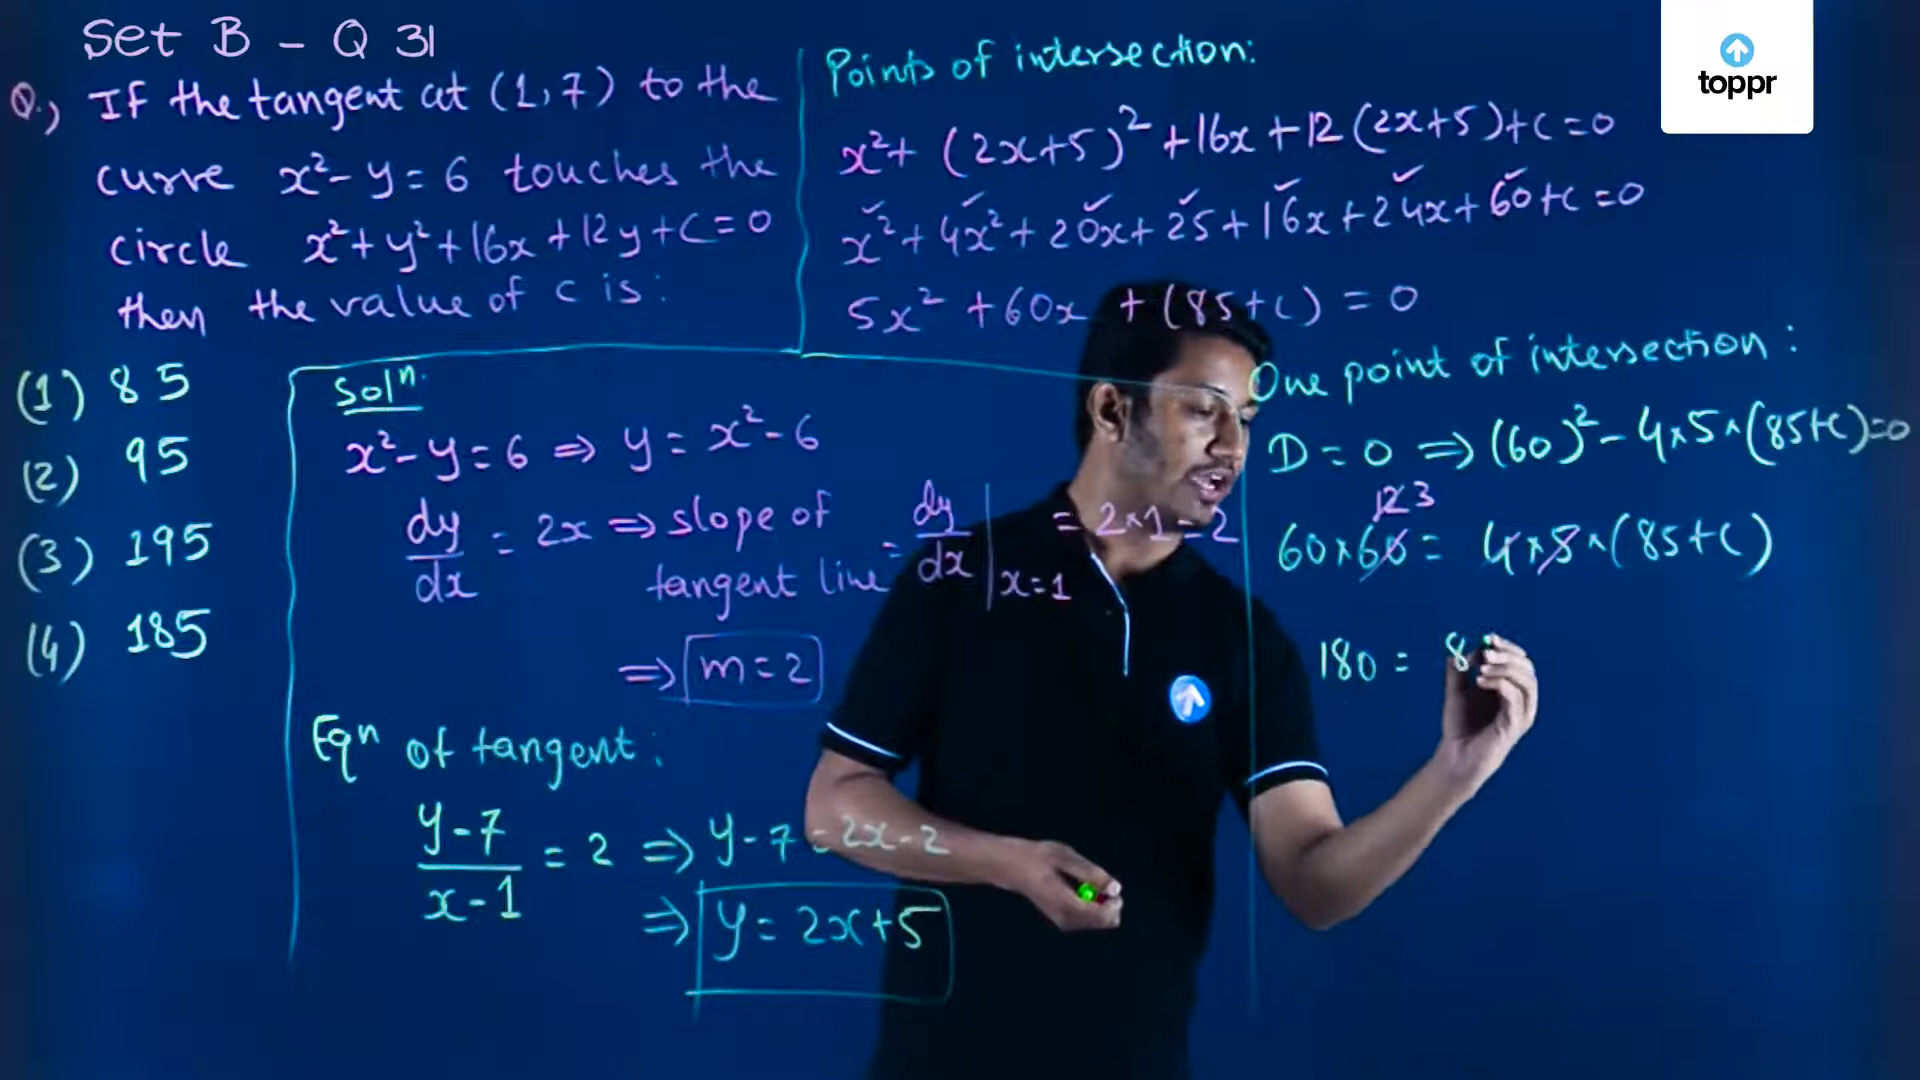 Set B - Q 31
Q.) If the tangent at (1,7) to the
curve x²- y = 6 touches the
circle x²+ y²+16x+12y+c=0
then the value of c is:
(1) 85
(2) 95
(3) 195
(4) 185
Points of intersection:
x²+ (2x+5)²+16x+12(2x+5)+c=0
x²+4x²+20x+25+16x+24x+60+c=0
5x²+60x+(85+c) = 0
Solⁿ.
x²-y=6 ⇒ y = x²-6
dy/dx = 2x ⇒ slope of tangent line = dy/dx | x=1 = 2×1=2
⇒ m=2
Eqⁿ of tangent:
y-7/x-1 = 2 ⇒ y-7=2x-2
⇒ y=2x+5
One point of intersection:
D=0 ⇒ (60)²-4×5×(85+c)=0
12 3
60×60 = 4×5×(85+c)
180 = 8
toppr